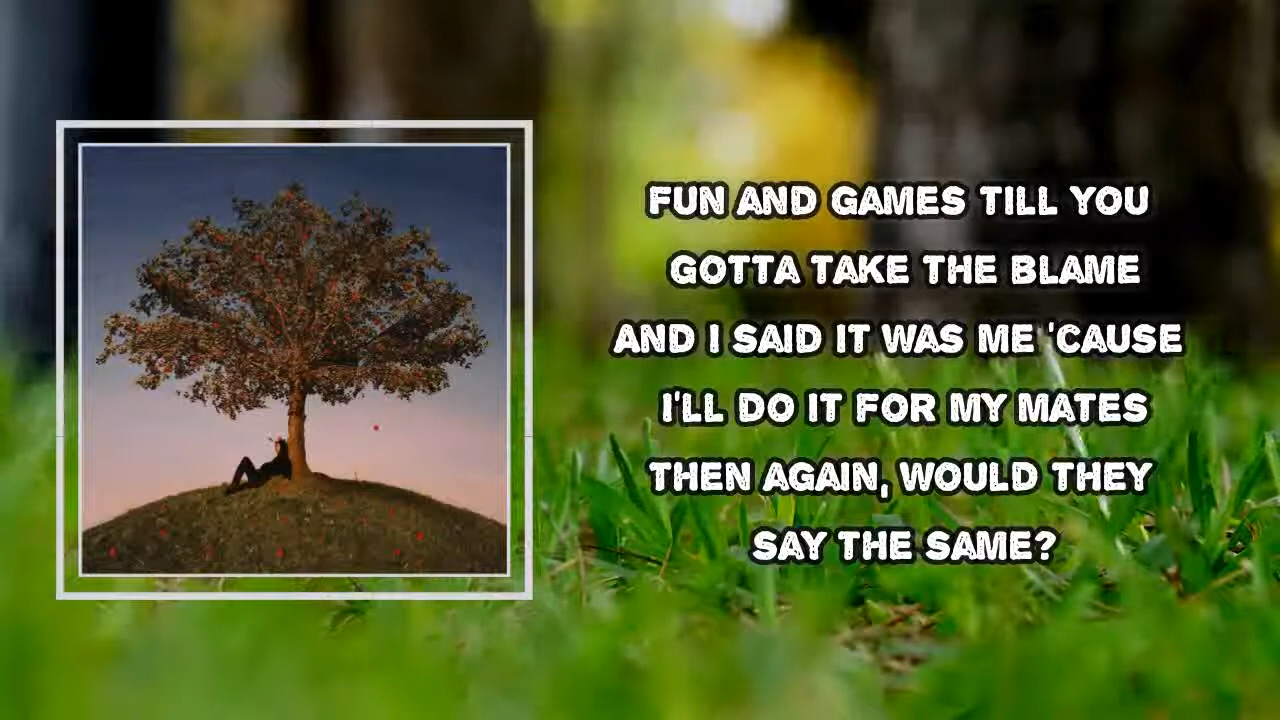 FUN AND GAMES TILL YOU
GOTTA TAKE THE BLAME
AND I SAID IT WAS ME 'CAUSE
I'LL DO IT FOR MY MATES
THEN AGAIN, WOULD THEY
SAY THE SAME?